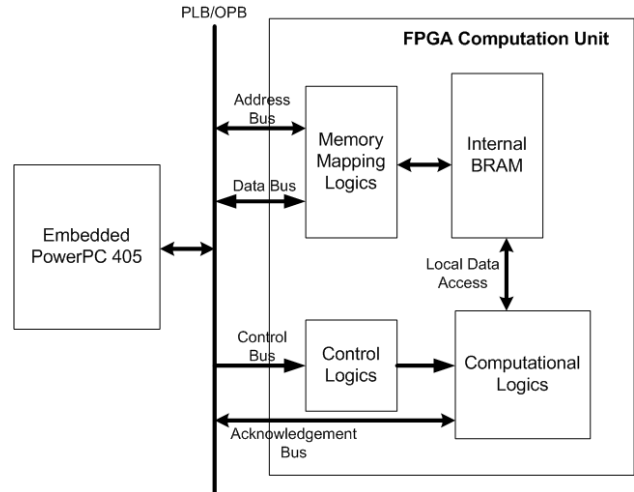 PLB/OPB
FPGA Computation Unit
Address
Bus
Memory
Mapping
Logics
Internal
BRAM
Data Bus
Embedded
PowerPC 405
Local Data
Access
Control
Bus
Control
Logics
Computational
Logics
Acknowledgement
Bus